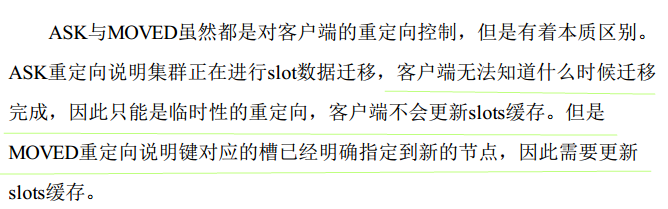 ASK与MOVED虽然都是对客户端的重定向控制，但是有着本质区别。
ASK重定向说明集群正在进行slot数据迁移，客户端无法知道什么时候迁移
完成，因此只能是临时性的重定向，客户端不会更新slots缓存。但是
MOVED重定向说明键对应的槽已经明确指定到新的节点，因此需要更新
slots缓存。